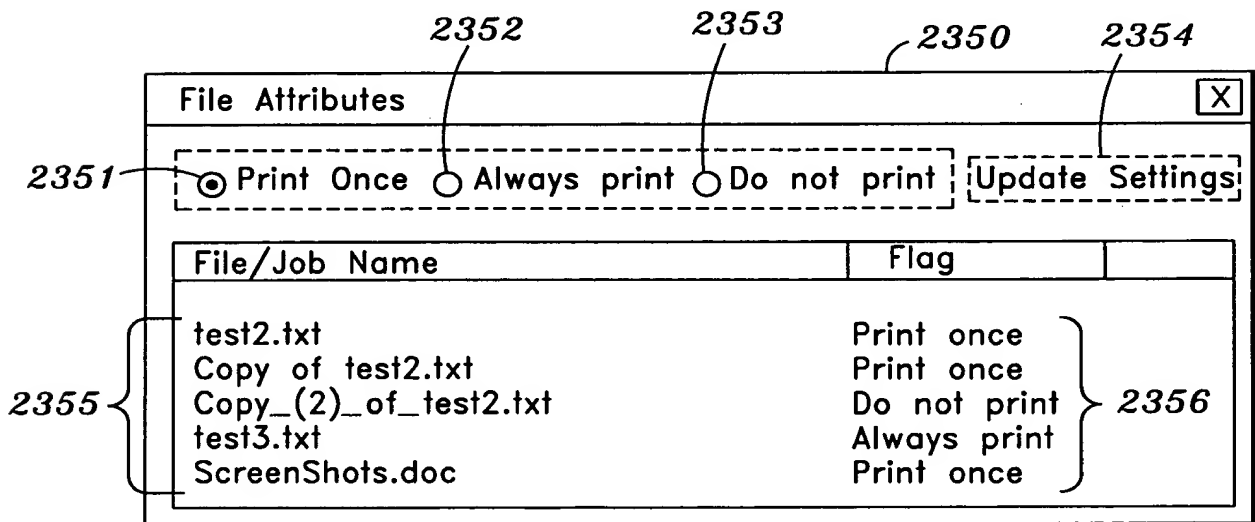 2352 2353 2350 2354
File Attributes X
2351 Print Once Always print Do not print Update Settings
File/Job Name Flag
test2.txt Print once
Copy of test2.txt Print once
2355 Copy_(2)_of_test2.txt Do not print 2356
test3.txt Always print
ScreenShots.doc Print once